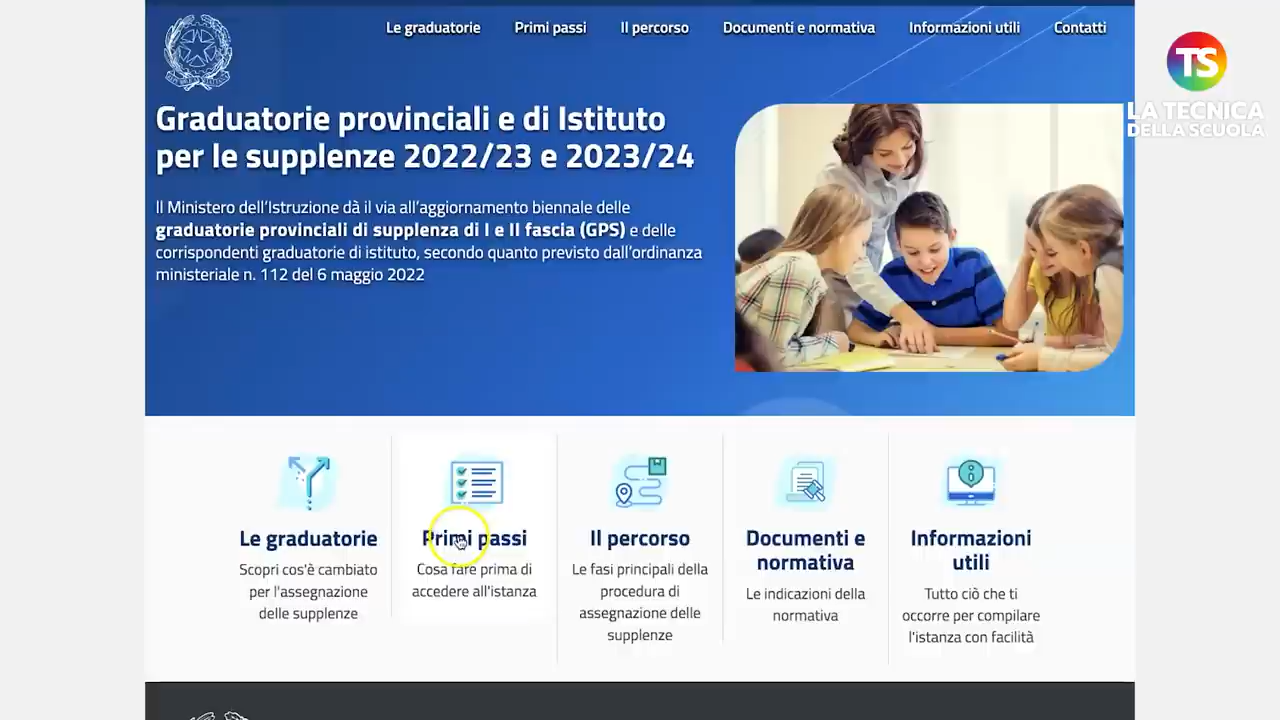 Le graduatorie
Primi passi
Il percorso
Documenti e normativa
Informazioni utili
Contatti
TS
LA TECNICA
DELLA SCUOLA
Graduatorie provinciali e di Istituto
per le supplenze 2022/23 e 2023/24
Il Ministero dell'Istruzione dà il via all'aggiornamento biennale delle
graduatorie provinciali di supplenza di I e II fascia (GPS) e delle
corrispondenti graduatorie di istituto, secondo quanto previsto dall'ordinanza
ministeriale n. 112 del 6 maggio 2022
Le graduatorie
Scopri cos'è cambiato
per l'assegnazione
delle supplenze
Primi passi
Cosa fare prima di
accedere all'istanza
Il percorso
Le fasi principali della
procedura di
assegnazione delle
supplenze
Documenti e
normativa
Le indicazioni della
normativa
Informazioni
utili
Tutto ciò che ti
occorre per compilare
l'istanza con facilità